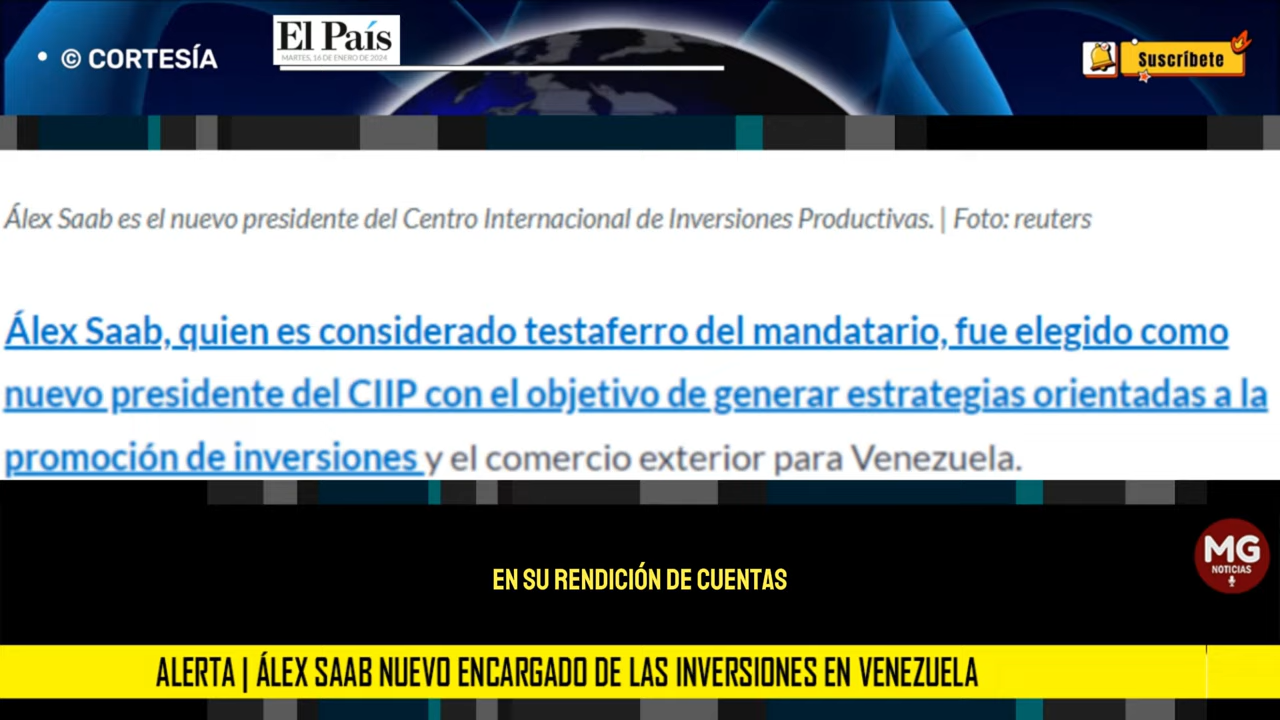 • © CORTESÍA
El País
MARTES, 16 DE ENERO DE 2024
Suscríbete
Álex Saab es el nuevo presidente del Centro Internacional de Inversiones Productivas. | Foto: reuters
Álex Saab, quien es considerado testaferro del mandatario, fue elegido como
nuevo presidente del CIIP con el objetivo de generar estrategias orientadas a la
promoción de inversiones y el comercio exterior para Venezuela.
MG
NOTICIAS
EN SU RENDICIÓN DE CUENTAS
ALERTA | ÁLEX SAAB NUEVO ENCARGADO DE LAS INVERSIONES EN VENEZUELA